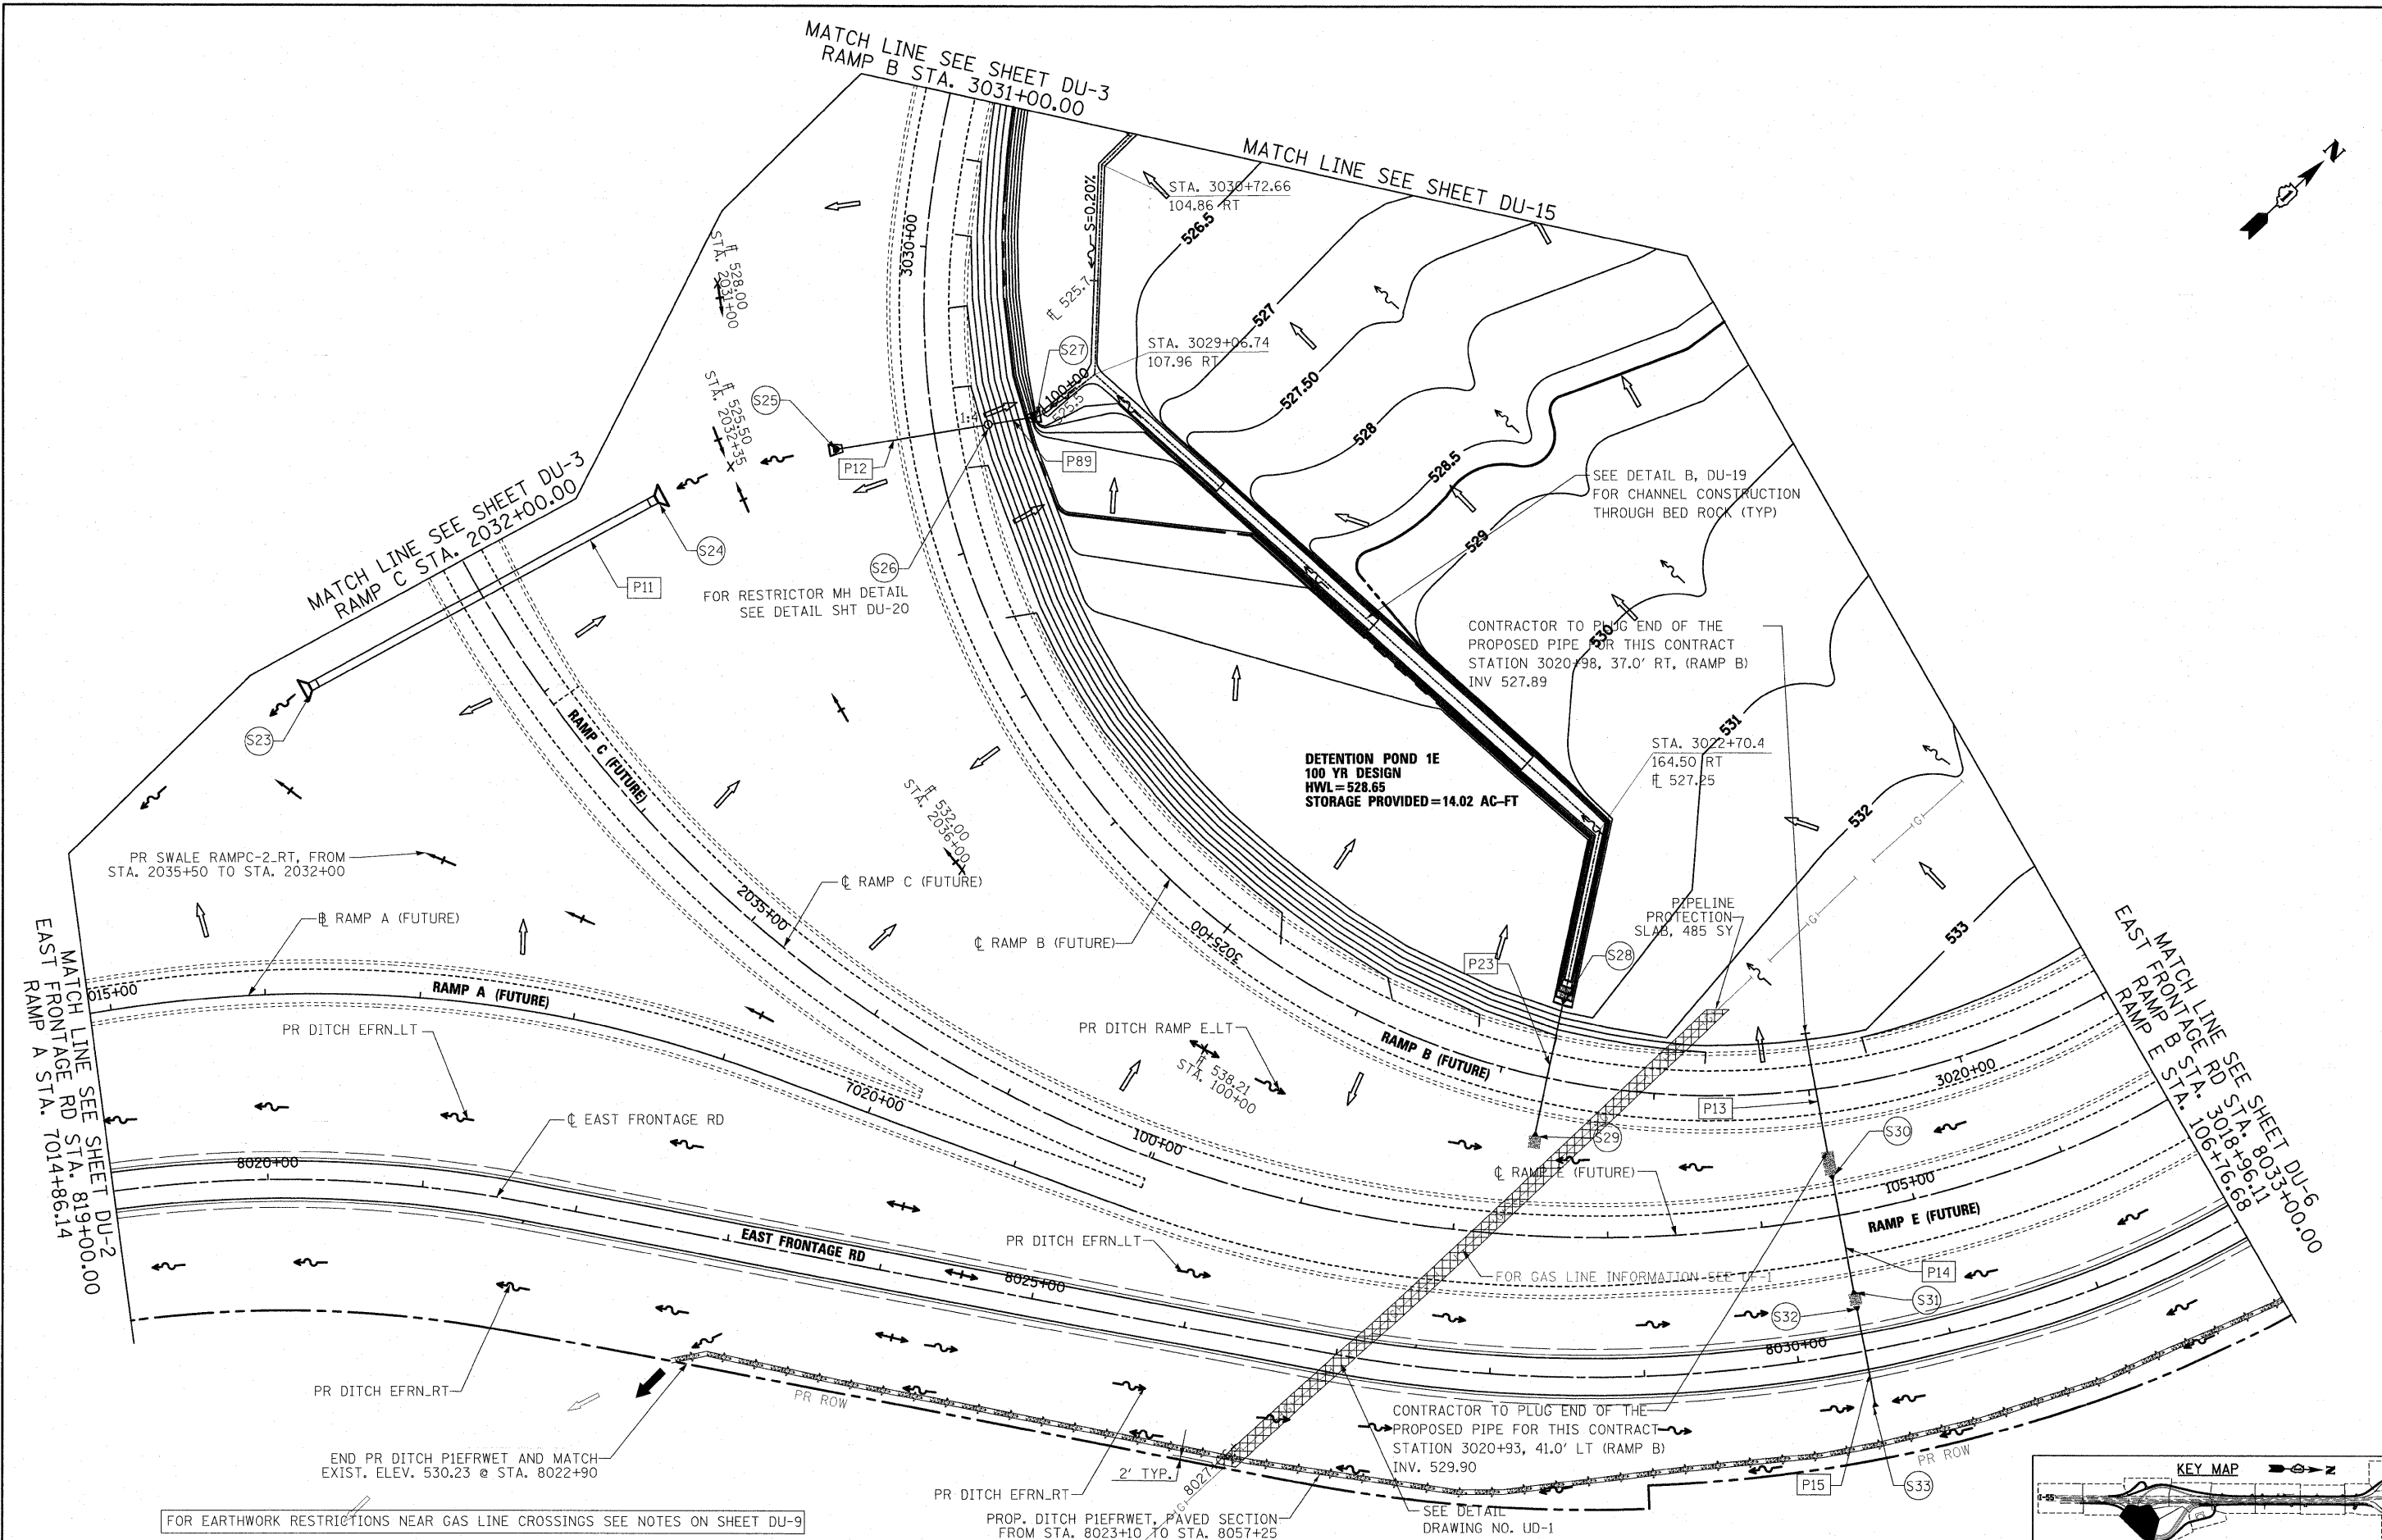 MATCH LINE SEE SHEET DU-3
RAMP B STA. 3031+00.00
MATCH LINE SEE SHEET DU-15
N
STA. 3030+72.66
104.86 RT
S=0.20%
526.5
3030+00
528.00
STA. 2031+00
525.7
527
STA. 3029+06.74
107.96 RT
S27
100+00
525.5
527.50
525.50
STA. 2032+35
S25
1:4
P12
P89
528
528.5
SEE DETAIL B, DU-19
FOR CHANNEL CONSTRUCTION
THROUGH BED ROCK (TYP)
529
MATCH LINE SEE SHEET DU-3
RAMP C STA. 2032+00.00
S24
P11
S26
FOR RESTRICTOR MH DETAIL
SEE DETAIL SHT DU-20
CONTRACTOR TO PLUG END OF THE
PROPOSED PIPE FOR THIS CONTRACT
STATION 3020+98, 37.0' RT, (RAMP B)
INV 527.89
530
S23
RAMP C (FUTURE)
531
STA. 3022+70.4
164.50 RT
527.25
DETENTION POND 1E
100 YR DESIGN
HWL=528.65
STORAGE PROVIDED=14.02 AC-FT
532
G
G
532.00
STA. 2036+00
PR SWALE RAMPC-2_RT, FROM
STA. 2035+50 TO STA. 2032+00
℄ RAMP C (FUTURE)
2035+00
RAMP A (FUTURE)
℄ RAMP B (FUTURE)
3025+00
PIPELINE
PROTECTION
SLAB, 485 SY
533
P23
S28
MATCH LINE SEE SHEET DU-2
EAST FRONTAGE RD STA. 819+00.00
RAMP A STA. 7014+86.14
015+00
RAMP A (FUTURE)
PR DITCH EFRN_LT
PR DITCH RAMP E_LT
538.21
STA. 100+00
RAMP B (FUTURE)
3020+00
P13
MATCH LINE SEE SHEET DU-6
EAST FRONTAGE RD STA. 8033+00.00
RAMP B STA. 3018+96.11
RAMP E STA. 106+76.68
7020+00
℄ EAST FRONTAGE RD
100+00
S29
S30
8020+00
℄ RAMP E (FUTURE)
105+00
RAMP E (FUTURE)
EAST FRONTAGE RD
PR DITCH EFRN_LT
8025+00
FOR GAS LINE INFORMATION SEE UF-1
P14
S31
S32
8030+00
PR DITCH EFRN_RT
PR ROW
CONTRACTOR TO PLUG END OF THE
PROPOSED PIPE FOR THIS CONTRACT
STATION 3020+93, 41.0' LT (RAMP B)
INV. 529.90
END PR DITCH P1EFRWET AND MATCH
EXIST. ELEV. 530.23 @ STA. 8022+90
2' TYP.
PR DITCH EFRN_RT
G
PR ROW
P15
S33
KEY MAP
N
I-55
FOR EARTHWORK RESTRICTIONS NEAR GAS LINE CROSSINGS SEE NOTES ON SHEET DU-9
PROP. DITCH P1EFRWET, PAVED SECTION
FROM STA. 8023+10 TO STA. 8057+25
SEE DETAIL
DRAWING NO. UD-1